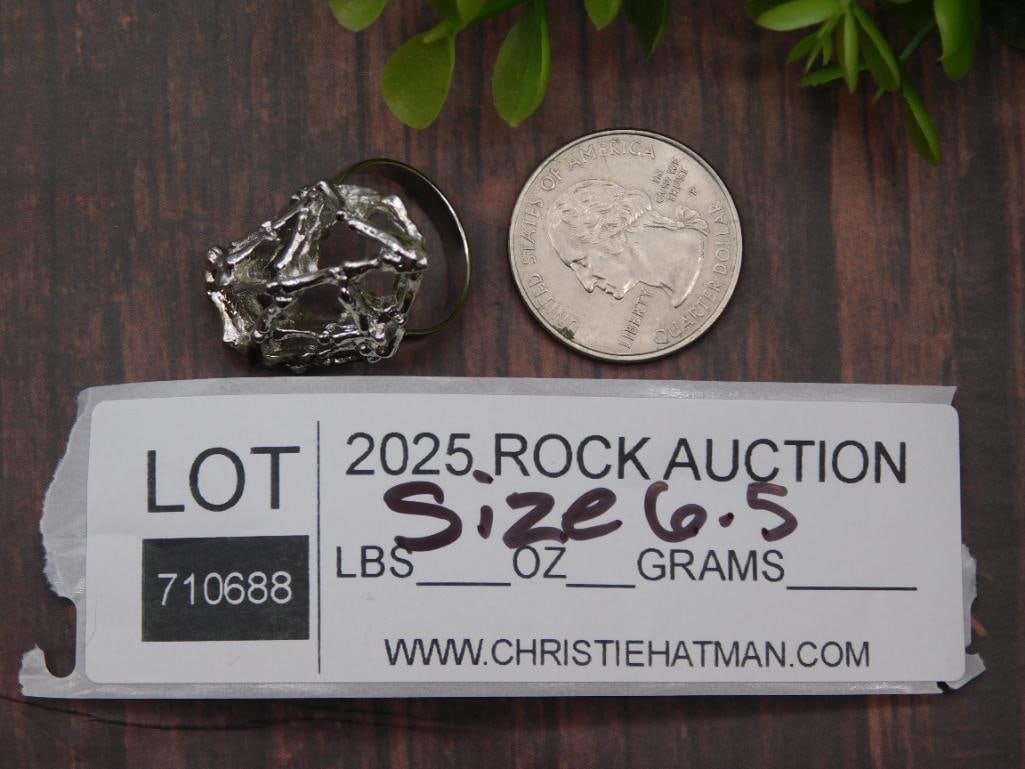 UNITED STATES OF AMERICA
IN
GOD WE
TRUST
P
LIBERTY
QUARTER DOLLAR
LOT
710688
2025 ROCK AUCTION
Size 6.5
LBS____OZ___GRAMS______
WWW.CHRISTIEHATMAN.COM